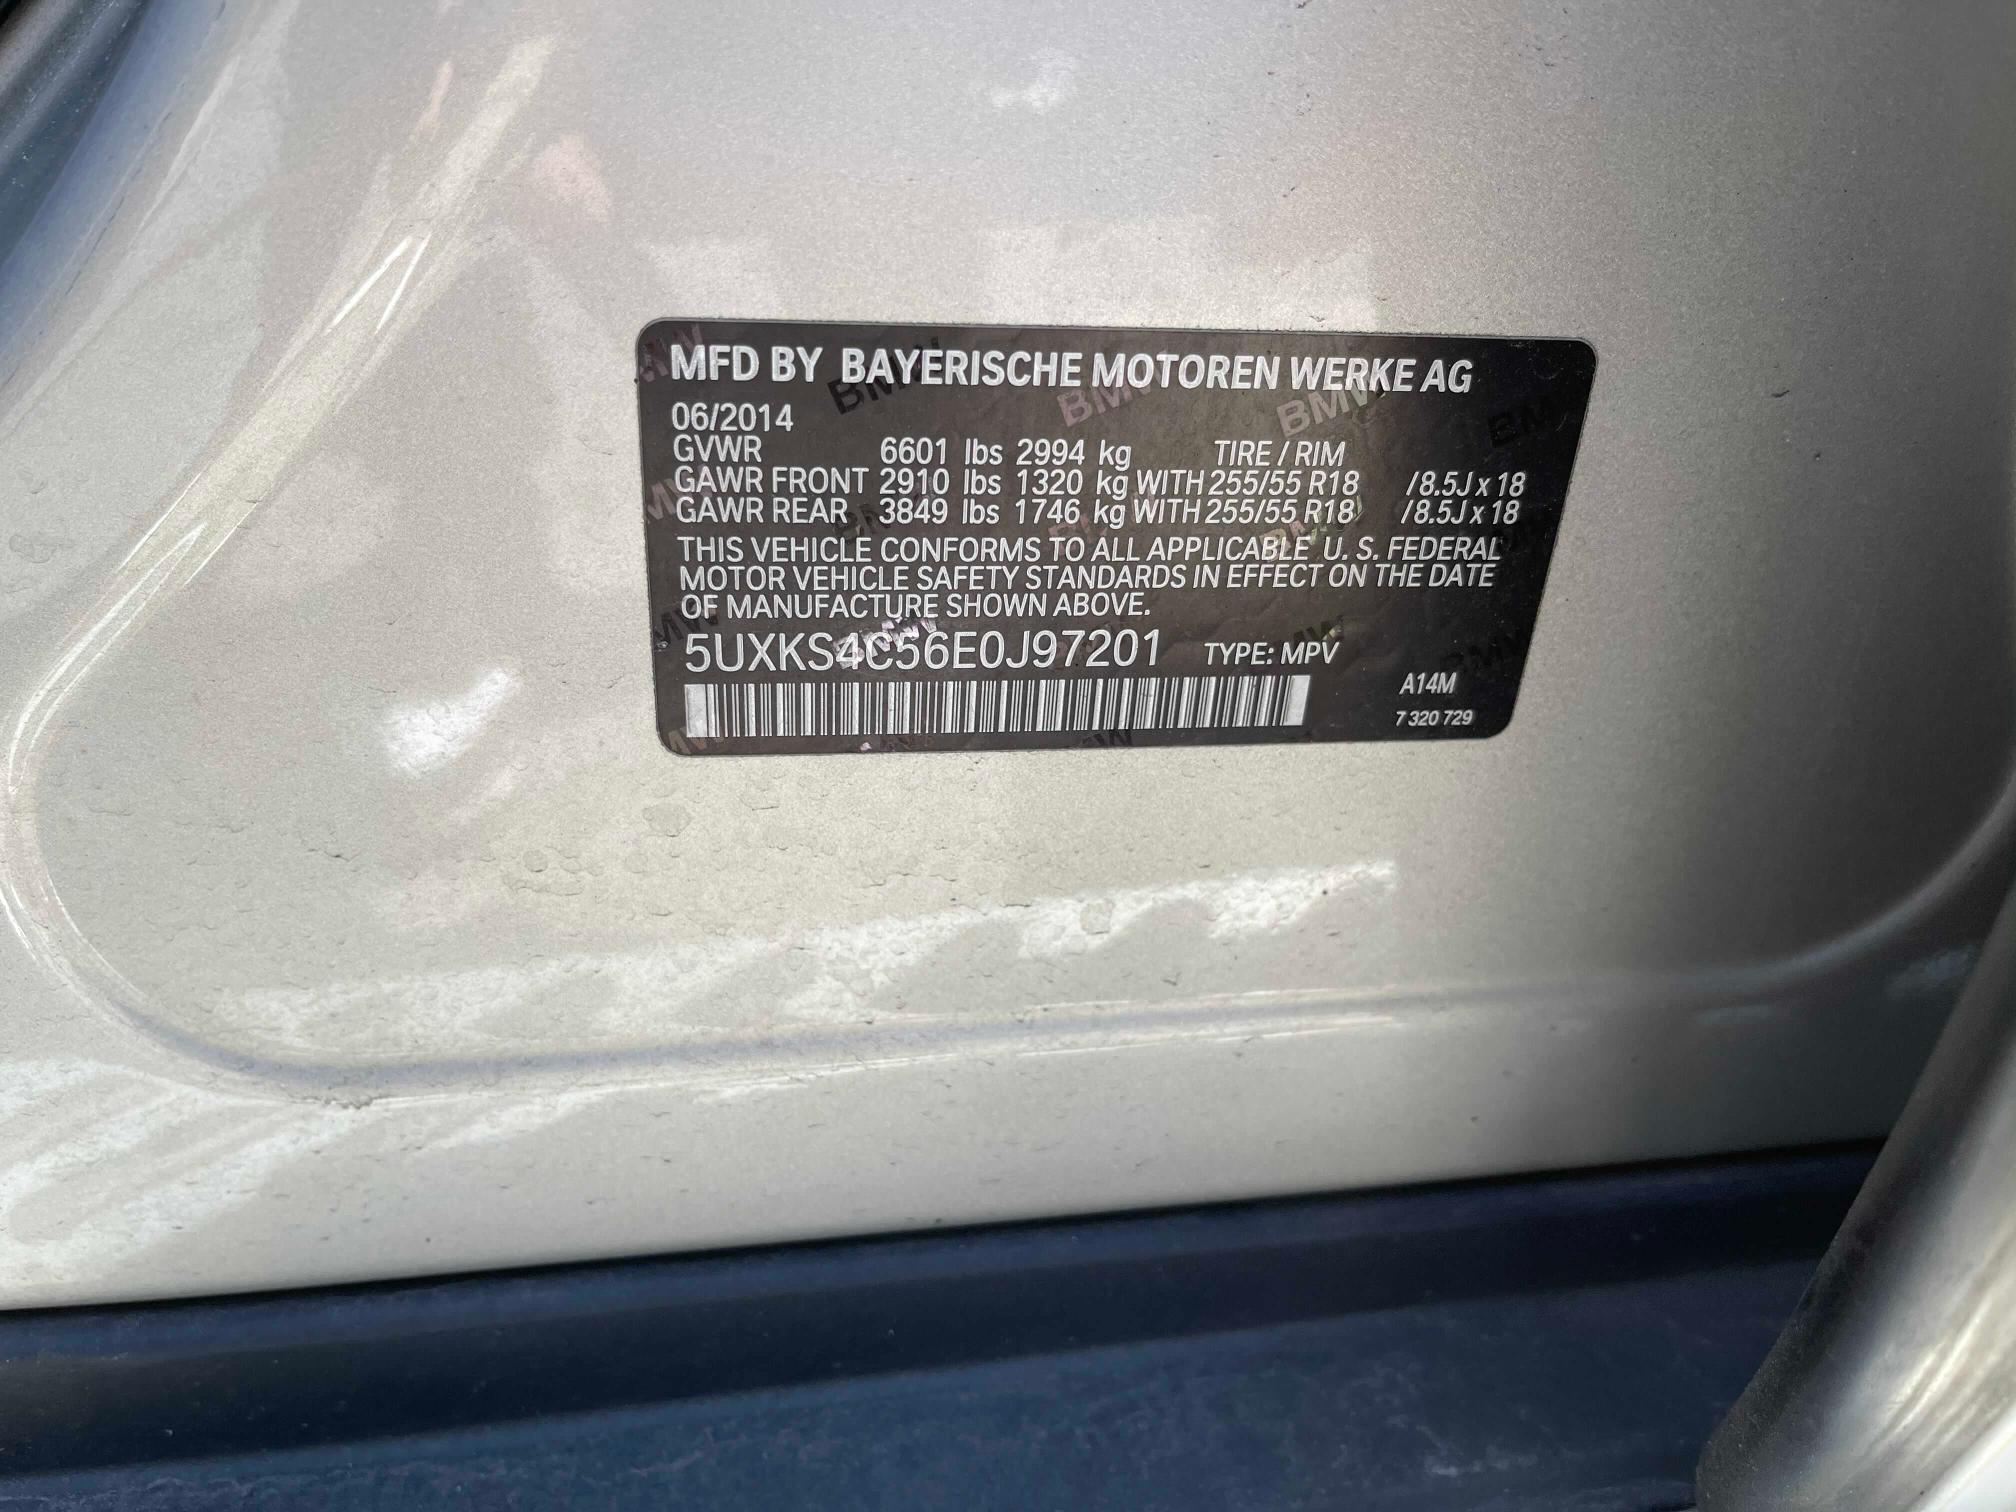 MFD BY BAYERISCHE MOTOREN WERKE AG
06/2014
GVWR 6601 lbs 2994 kg TIRE / RIM
GAWR FRONT 2910 lbs 1320 kg WITH 255/55 R18 /8.5J x 18
GAWR REAR 3849 lbs 1746 kg WITH 255/55 R18 /8.5J x 18
THIS VEHICLE CONFORMS TO ALL APPLICABLE U. S. FEDERAL
MOTOR VEHICLE SAFETY STANDARDS IN EFFECT ON THE DATE
OF MANUFACTURE SHOWN ABOVE.
5UXKS4C56E0J97201 TYPE: MPV
A14M
7 320 729